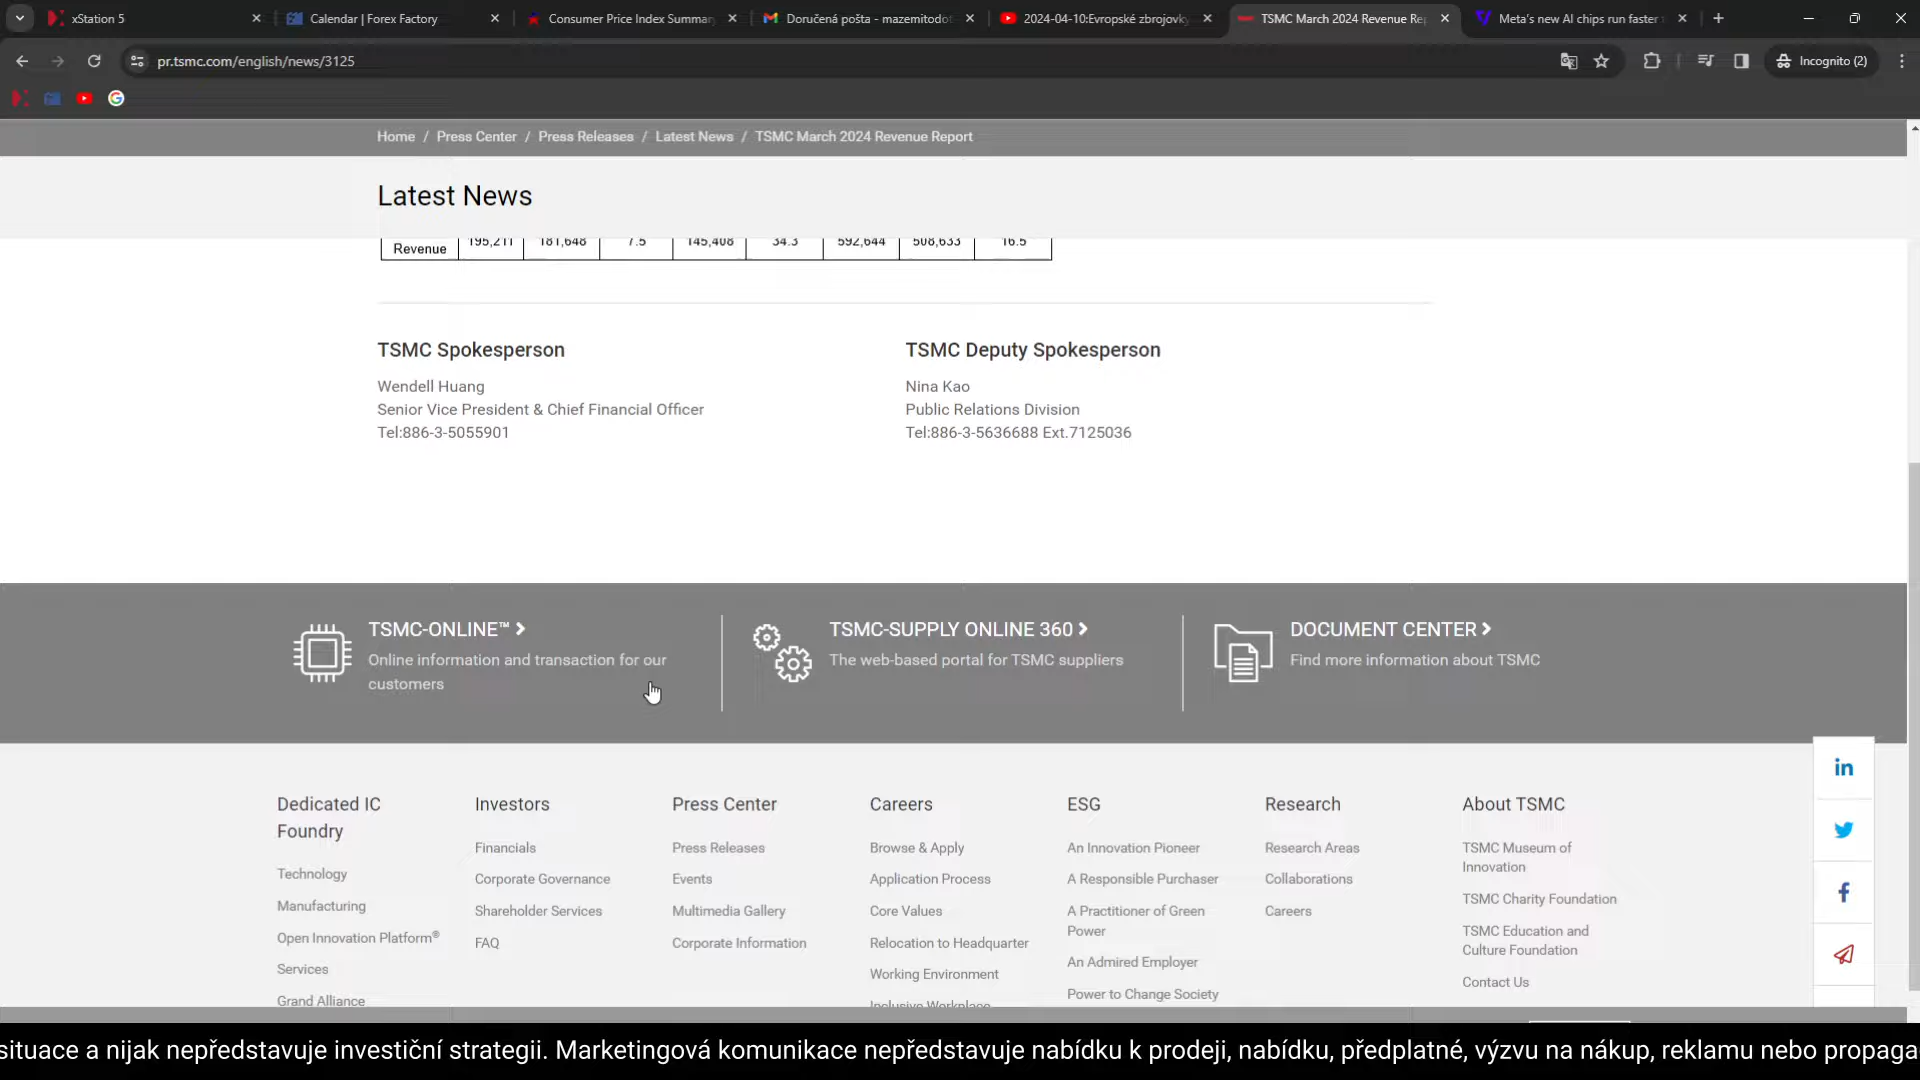 xStation 5
Calendar | Forex Factory
Consumer Price Index Summar
Doručená pošta - mazemitodot
2024-04-10:Evropské zbrojovky
TSMC March 2024 Revenue Re
Meta's new AI chips run faster
pr.tsmc.com/english/news/3125
Incognito (2)
Home / Press Center / Press Releases / Latest News / TSMC March 2024 Revenue Report
Latest News
Revenue 195,211 181,648 7.5 145,408 34.3 592,644 508,633 16.5
TSMC Spokesperson
Wendell Huang
Senior Vice President & Chief Financial Officer
Tel:886-3-5055901
TSMC Deputy Spokesperson
Nina Kao
Public Relations Division
Tel:886-3-5636688 Ext.7125036
TSMC-ONLINE™
Online information and transaction for our
customers
TSMC-SUPPLY ONLINE 360
The web-based portal for TSMC suppliers
DOCUMENT CENTER
Find more information about TSMC
Dedicated IC
Foundry
Technology
Manufacturing
Open Innovation Platform®
Services
Grand Alliance
Investors
Financials
Corporate Governance
Shareholder Services
FAQ
Press Center
Press Releases
Events
Multimedia Gallery
Corporate Information
Careers
Browse & Apply
Application Process
Core Values
Relocation to Headquarter
Working Environment
Inclusive Workplace
ESG
An Innovation Pioneer
A Responsible Purchaser
A Practitioner of Green
Power
An Admired Employer
Power to Change Society
Research
Research Areas
Collaborations
Careers
About TSMC
TSMC Museum of
Innovation
TSMC Charity Foundation
TSMC Education and
Culture Foundation
Contact Us
situace a nijak nepředstavuje investiční strategii. Marketingová komunikace nepředstavuje nabídku k prodeji, nabídku, předplatné, výzvu na nákup, reklamu nebo propaga